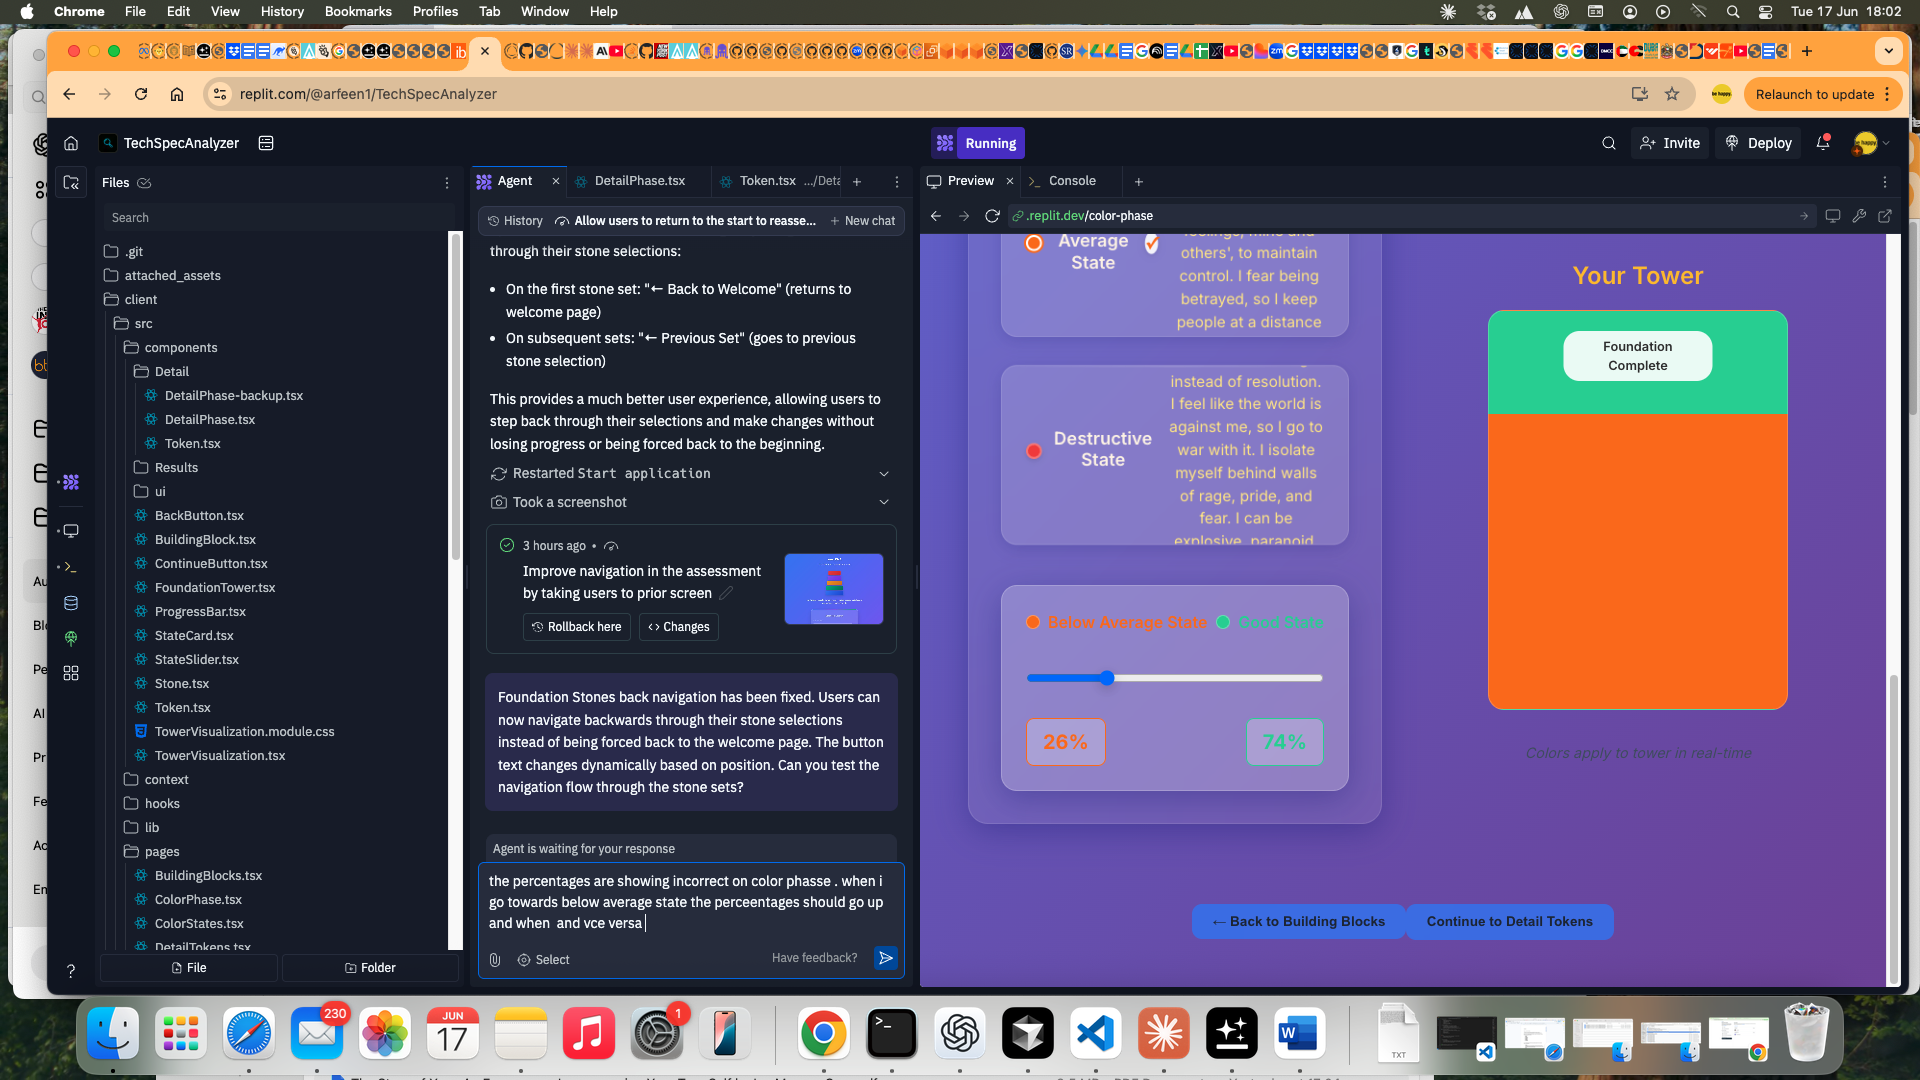 Chrome File Edit View History Bookmarks Profiles Tab Window Help
Tue 17 Jun 18:02
replit.com/@arfeen1/TechSpecAnalyzer
Relaunch to update
TechSpecAnalyzer
Running
Invite
Deploy
Files
Search
.git
attached_assets
client
src
components
Detail
DetailPhase-backup.tsx
DetailPhase.tsx
Token.tsx
Results
ui
BackButton.tsx
BuildingBlock.tsx
ContinueButton.tsx
FoundationTower.tsx
ProgressBar.tsx
StateCard.tsx
StateSlider.tsx
Stone.tsx
Token.tsx
TowerVisualization.module.css
TowerVisualization.tsx
context
hooks
lib
pages
BuildingBlocks.tsx
ColorPhase.tsx
ColorStates.tsx
DetailTokens.tsx
File
Folder
Au
Blo
Pe
AI
Pr
Fe
Ad
En
Agent
DetailPhase.tsx
Token.tsx .../Deta
History
Allow users to return to the start to reasse...
New chat
through their stone selections:
• On the first stone set: "← Back to Welcome" (returns to
welcome page)
• On subsequent sets: "← Previous Set" (goes to previous
stone selection)
This provides a much better user experience, allowing users to
step back through their selections and make changes without
losing progress or being forced back to the beginning.
Restarted Start application
Took a screenshot
3 hours ago •
Improve navigation in the assessment
by taking users to prior screen
Rollback here
Changes
Foundation Stones back navigation has been fixed. Users can
now navigate backwards through their stone selections
instead of being forced back to the welcome page. The button
text changes dynamically based on position. Can you test the
navigation flow through the stone sets?
Agent is waiting for your response
the percentages are showing incorrect on color phasse . when i
go towards below average state the perceentages should go up
and when  and vce versa
Select
Have feedback?
Preview
Console
.replit.dev/color-phase
Average
State
others', to maintain
control. I fear being
betrayed, so I keep
people at a distance
Destructive
State
instead of resolution.
I feel like the world is
against me, so I go to
war with it. I isolate
myself behind walls
of rage, pride, and
fear. I can be
explosive, paranoid,
Below Average State
Good State
26%
74%
Your Tower
Foundation
Complete
Colors apply to tower in real-time
← Back to Building Blocks
Continue to Detail Tokens
230
JUN
17
1
TXT